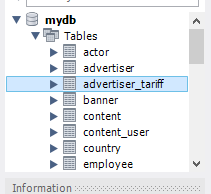 mydb
Tables
actor
advertiser
advertiser_tariff
banner
content
content_user
country
employee
Information